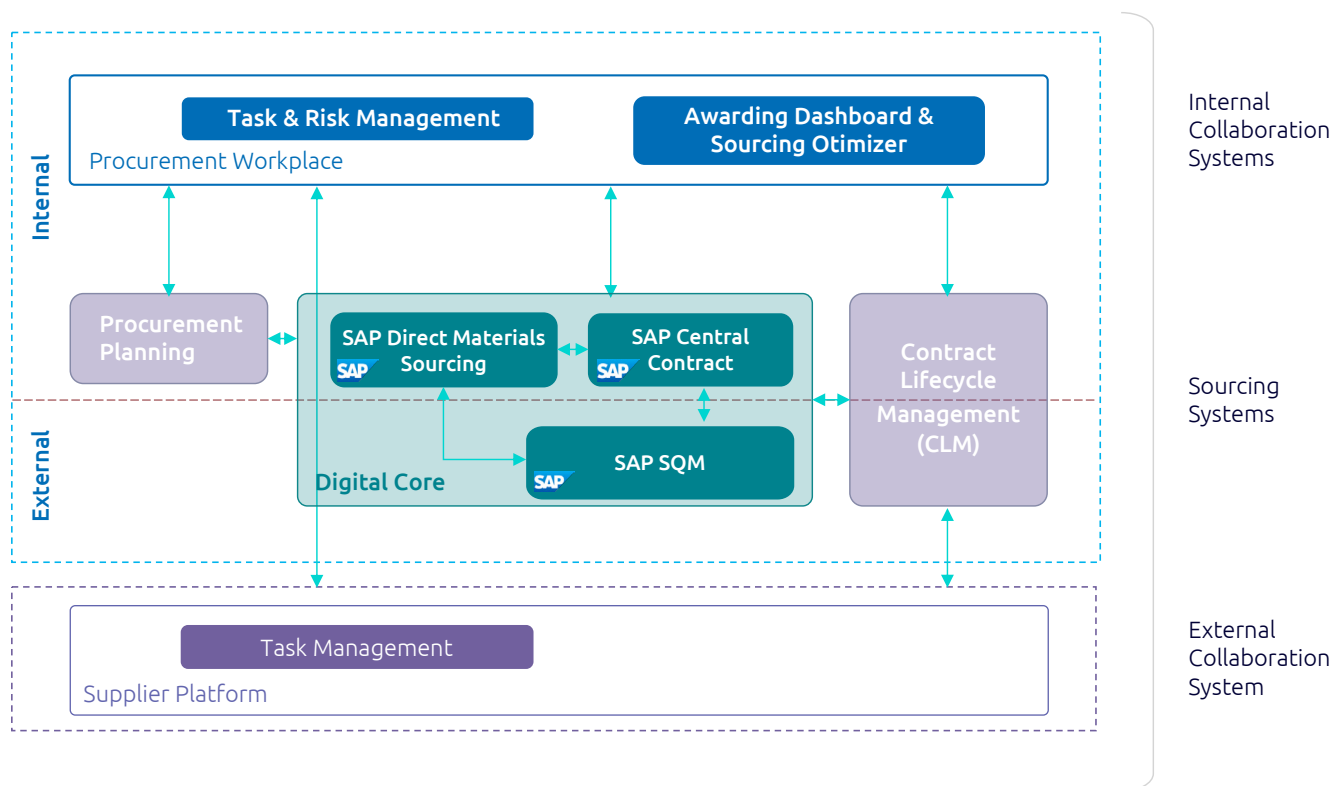 Task & Risk Management
Awarding Dashboard &
Sourcing Otimizer
Procurement Workplace
Internal
Collaboration
Systems
Internal
Procurement
Planning
SAP Direct Materials
Sourcing
SAP
SAP Central
Contract
SAP
Contract
Lifecycle
Management
(CLM)
Sourcing
Systems
External
SAP SQM
SAP
Digital Core
Task Management
Supplier Platform
External
Collaboration
System